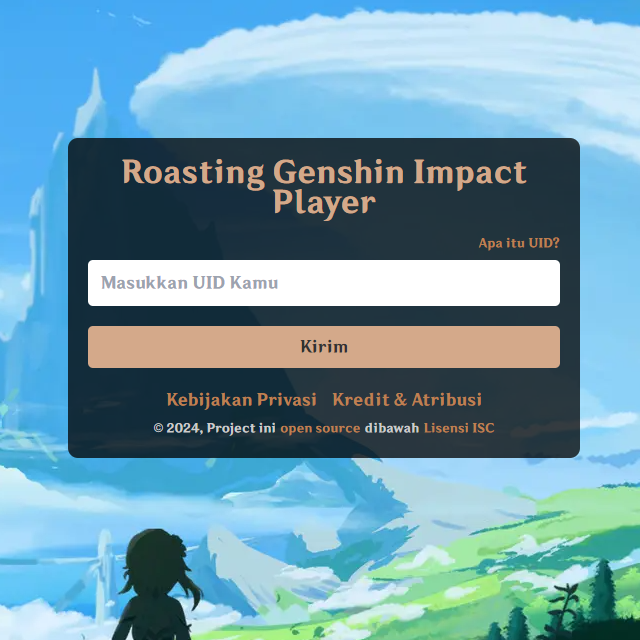 Roasting Genshin Impact
Player
Apa itu UID?
Masukkan UID Kamu
Kirim
Kebijakan Privasi Kredit & Atribusi
© 2024, Project ini open source dibawah Lisensi ISC